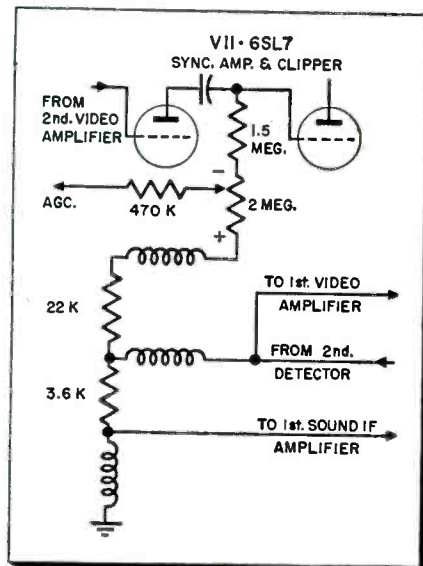 V11 · 6SL7
SYNC. AMP. & CLIPPER
FROM
2nd. VIDEO
AMPLIFIER
1.5
MEG.
−
AGC.
470 K
2 MEG.
+
TO 1st. VIDEO
AMPLIFIER
22 K
FROM 2nd.
DETECTOR
3.6 K
TO 1st. SOUND IF
AMPLIFIER